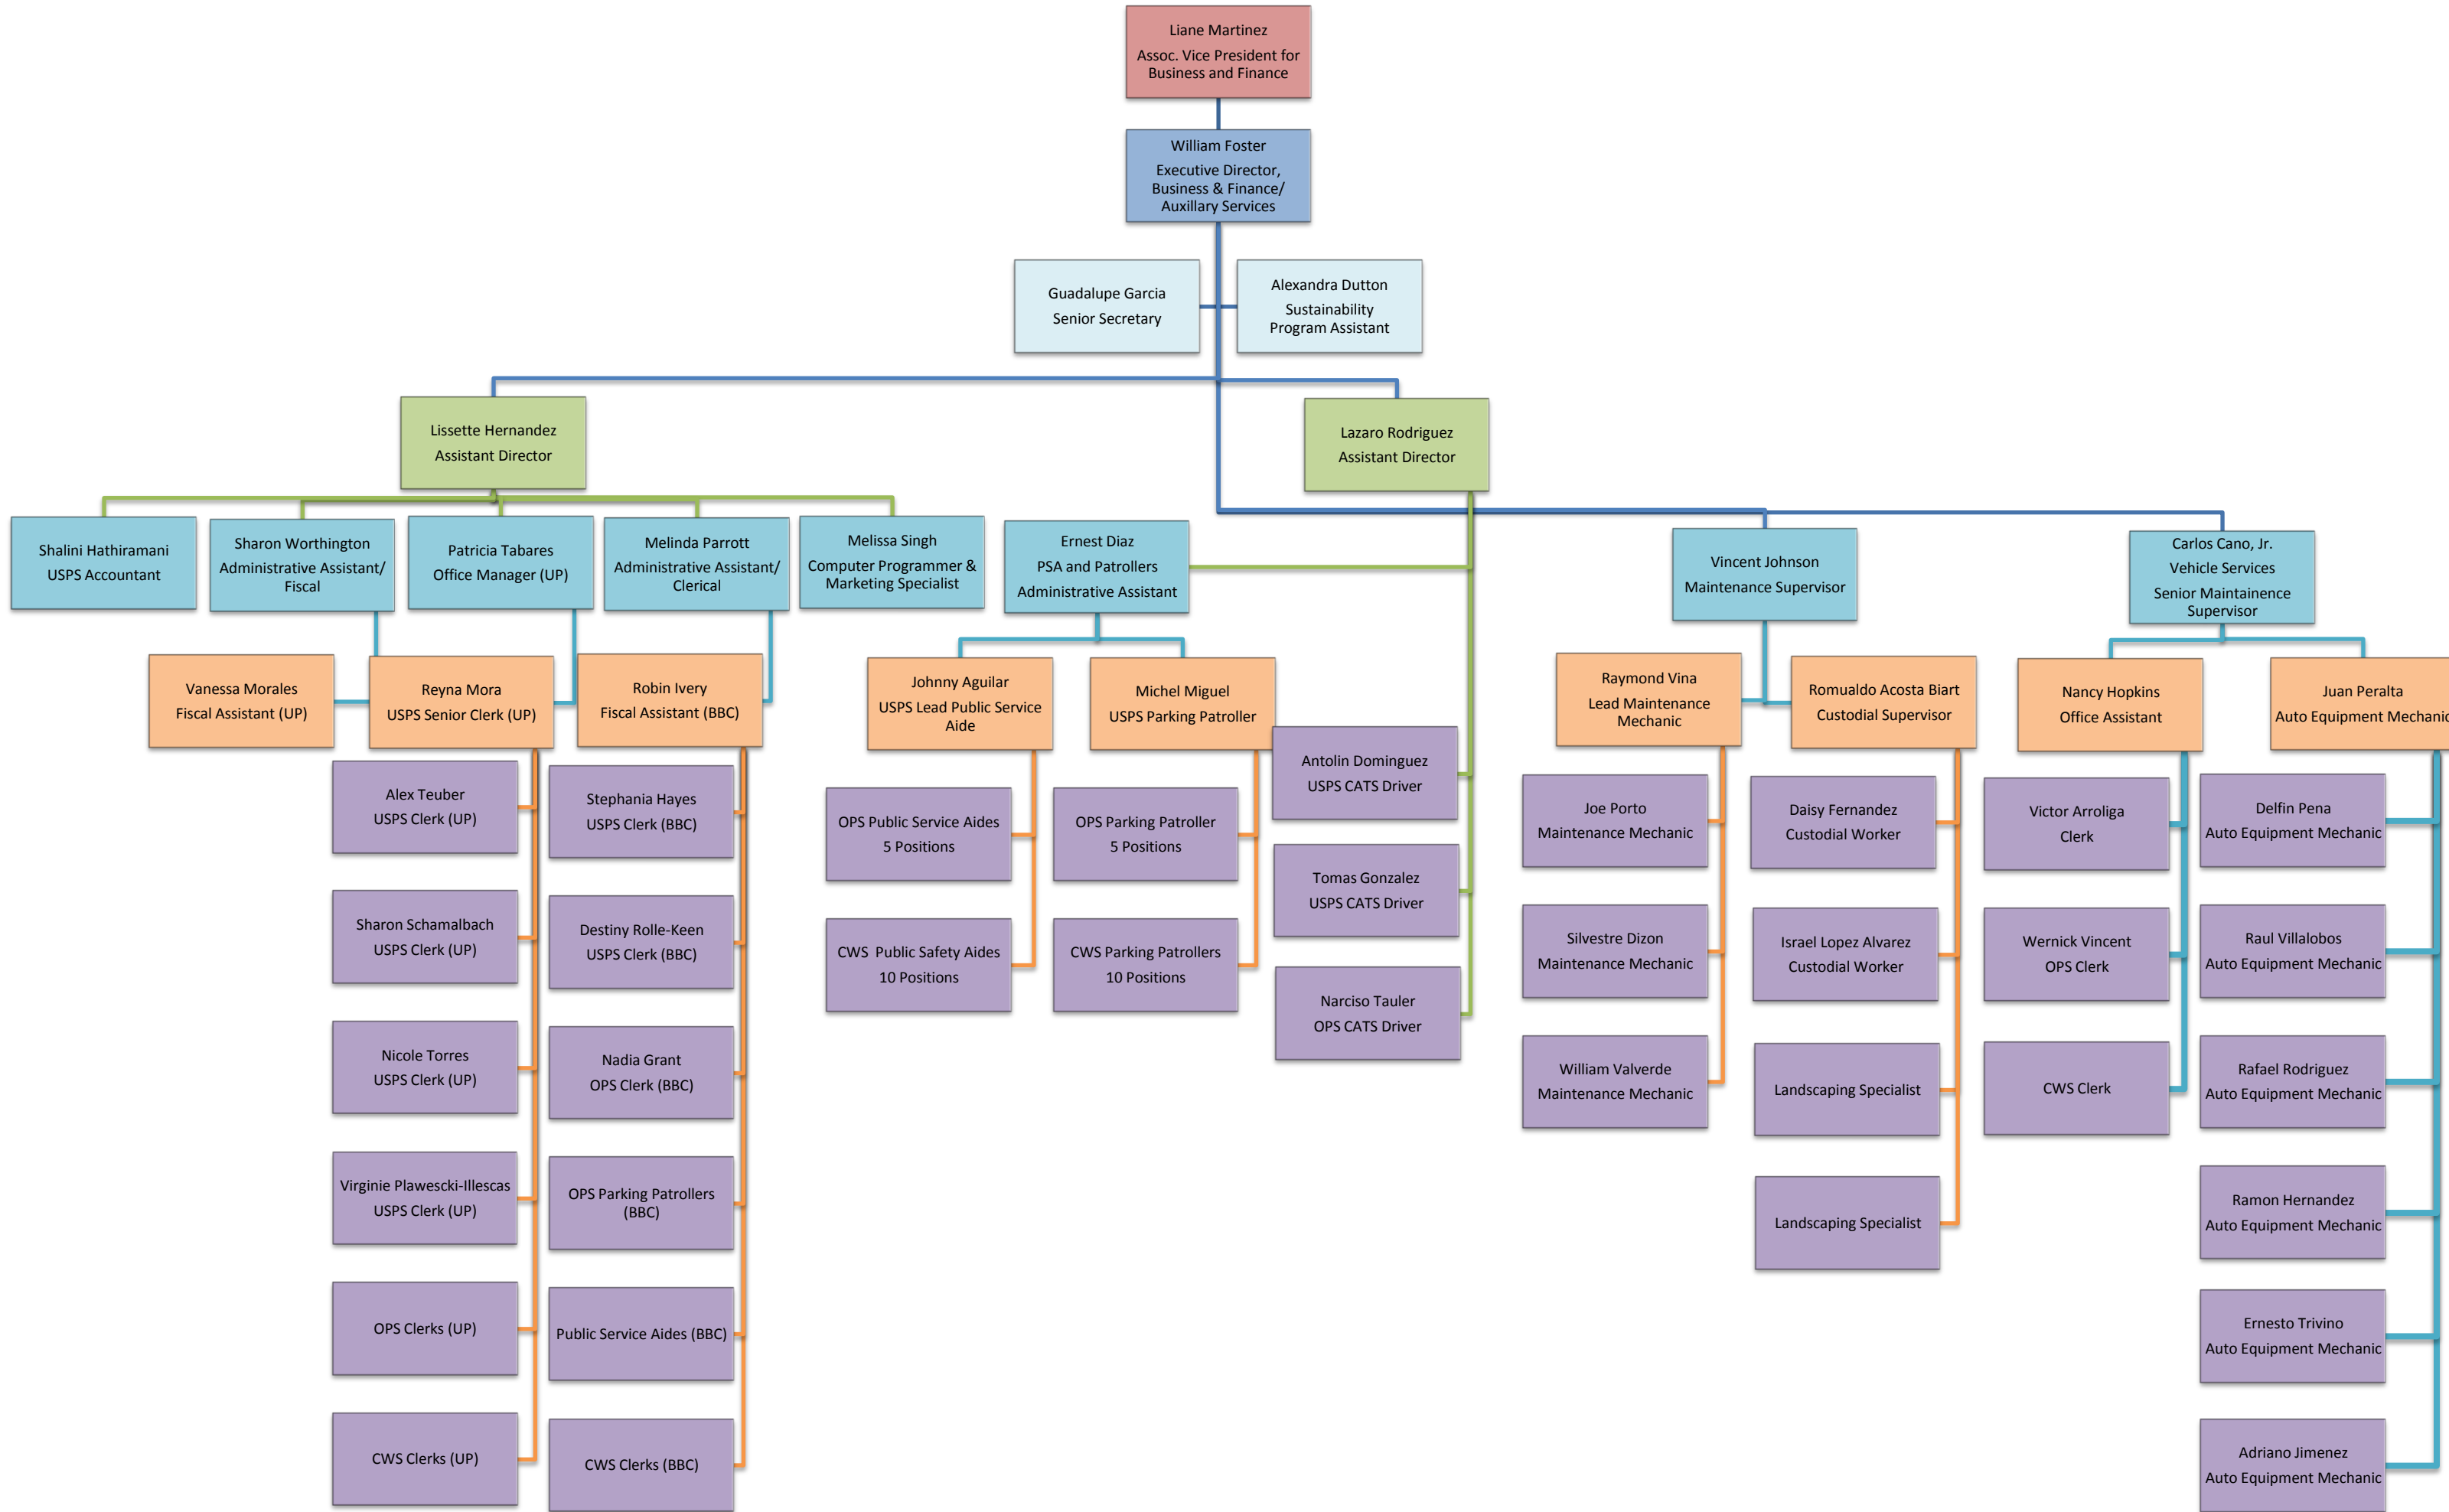 Liane Martinez
Assoc. Vice President for
Business and Finance
William Foster
Executive Director,
Business & Finance/
Auxillary Services
Guadalupe Garcia
Senior Secretary
Alexandra Dutton
Sustainability
Program Assistant
Lissette Hernandez
Assistant Director
Lazaro Rodriguez
Assistant Director
Shalini Hathiramani
USPS Accountant
Sharon Worthington
Administrative Assistant/
Fiscal
Patricia Tabares
Office Manager (UP)
Melinda Parrott
Administrative Assistant/
Clerical
Melissa Singh
Computer Programmer &
Marketing Specialist
Ernest Diaz
PSA and Patrollers
Administrative Assistant
Vincent Johnson
Maintenance Supervisor
Carlos Cano, Jr.
Vehicle Services
Senior Maintainence
Supervisor
Vanessa Morales
Fiscal Assistant (UP)
Reyna Mora
USPS Senior Clerk (UP)
Robin Ivery
Fiscal Assistant (BBC)
Johnny Aguilar
USPS Lead Public Service
Aide
Michel Miguel
USPS Parking Patroller
Raymond Vina
Lead Maintenance
Mechanic
Romualdo Acosta Biart
Custodial Supervisor
Nancy Hopkins
Office Assistant
Juan Peralta
Auto Equipment Mechanic
Alex Teuber
USPS Clerk (UP)
Sharon Schamalbach
USPS Clerk (UP)
Nicole Torres
USPS Clerk (UP)
Virginie Plawescki-Illescas
USPS Clerk (UP)
OPS Clerks (UP)
CWS Clerks (UP)
Stephania Hayes
USPS Clerk (BBC)
Destiny Rolle-Keen
USPS Clerk (BBC)
Nadia Grant
OPS Clerk (BBC)
OPS Parking Patrollers
(BBC)
Public Service Aides (BBC)
CWS Clerks (BBC)
OPS Public Service Aides
5 Positions
CWS  Public Safety Aides
10 Positions
OPS Parking Patroller
5 Positions
CWS Parking Patrollers
10 Positions
Antolin Dominguez
USPS CATS Driver
Tomas Gonzalez
USPS CATS Driver
Narciso Tauler
OPS CATS Driver
Joe Porto
Maintenance Mechanic
Silvestre Dizon
Maintenance Mechanic
William Valverde
Maintenance Mechanic
Daisy Fernandez
Custodial Worker
Israel Lopez Alvarez
Custodial Worker
Landscaping Specialist
Landscaping Specialist
Victor Arroliga
Clerk
Wernick Vincent
OPS Clerk
CWS Clerk
Delfin Pena
Auto Equipment Mechanic
Raul Villalobos
Auto Equipment Mechanic
Rafael Rodriguez
Auto Equipment Mechanic
Ramon Hernandez
Auto Equipment Mechanic
Ernesto Trivino
Auto Equipment Mechanic
Adriano Jimenez
Auto Equipment Mechanic